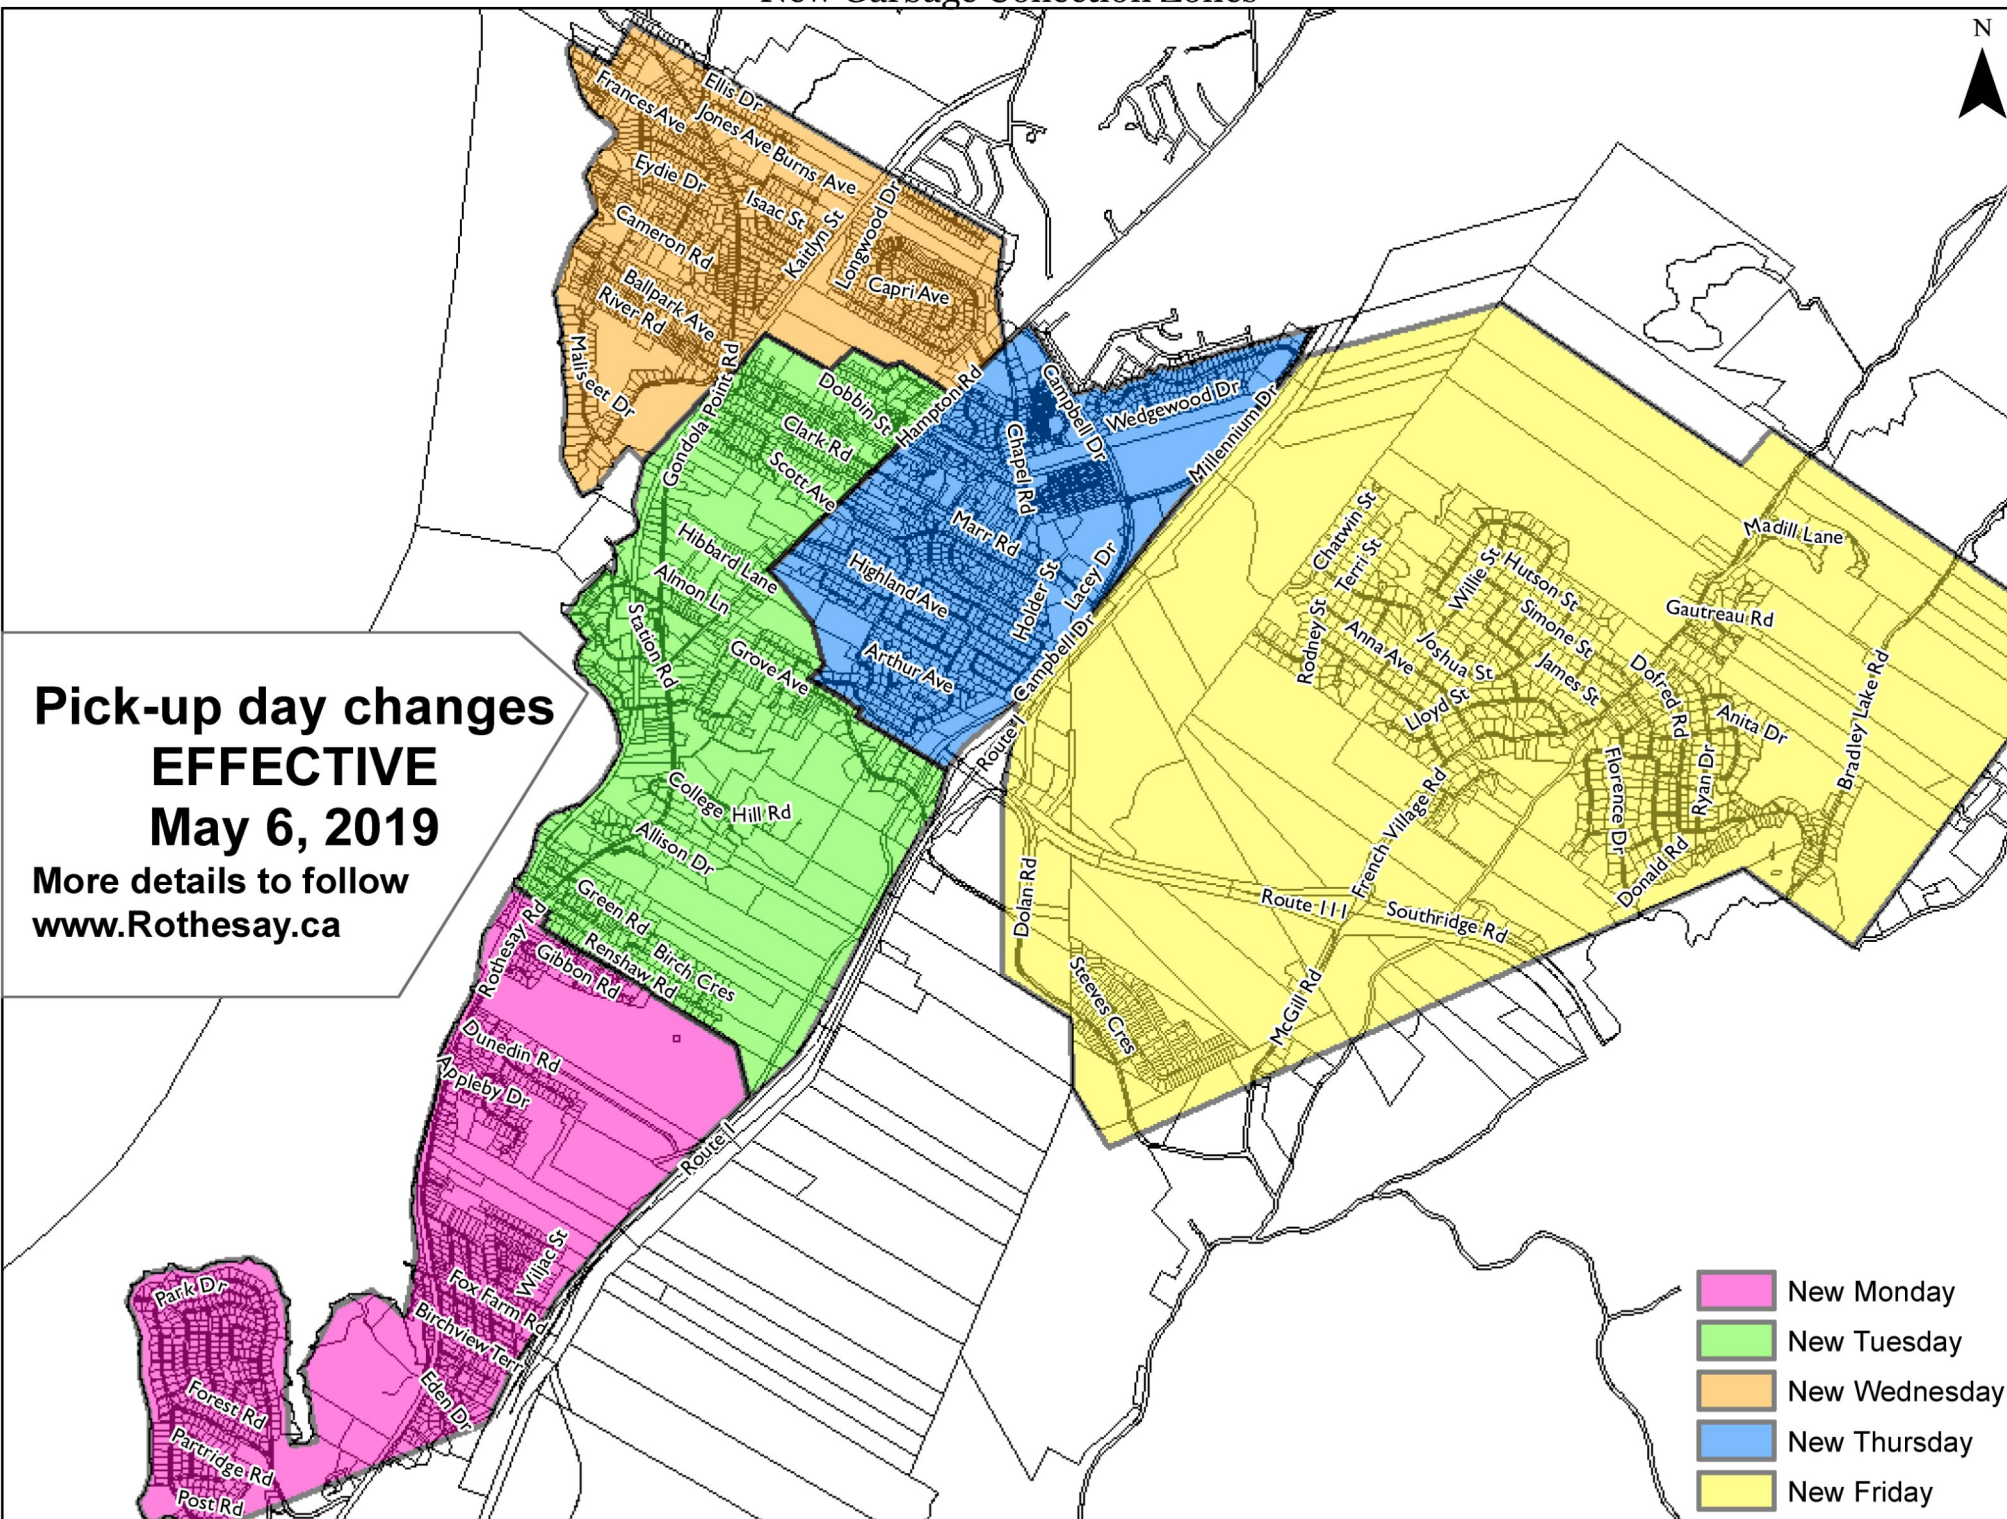 New Garbage Collection Zones
N
Ellis Dr
Frances Ave
Jones Ave
Burns Ave
Eydie Dr
Isaac St
Kaitlyn St
Longwood Dr
Cameron Rd
Capri Ave
Ballpark Ave
River Rd
Maliseet Dr
Gondola Point Rd
Dobbin St
Hampton Rd
Clark Rd
Scott Ave
Campbell Dr
Wedgewood Dr
Millennium Dr
Chapel Rd
Marr Rd
Hibbard Lane
Almon Ln
Highland Ave
Holder St
Lacey Dr
Station Rd
Grove Ave
Arthur Ave
Campbell Dr
Route 1
Chatwin St
Terri St
Willie St
Hutson St
Madill Lane
Gautreau Rd
Simone St
Rodney St
Anna Ave
Joshua St
James St
Lloyd St
Dofred Rd
Anita Dr
Bradley Lake Rd
Florence Dr
Ryan Dr
Donald Rd
French Village Rd
Route 111
Southridge Rd
Dolan Rd
Steeves Cres
McGill Rd
Pick-up day changes
EFFECTIVE
May 6, 2019
More details to follow
www.Rothesay.ca
College Hill Rd
Allison Dr
Green Rd
Birch Cres
Renshaw Rd
Rothesay Rd
Gibbon Rd
Dunedin Rd
Appleby Dr
Route 1
Wiljac St
Fox Farm Rd
Birchview Terr
Eden Dr
Park Dr
Forest Rd
Partridge Rd
Post Rd
New Monday
New Tuesday
New Wednesday
New Thursday
New Friday